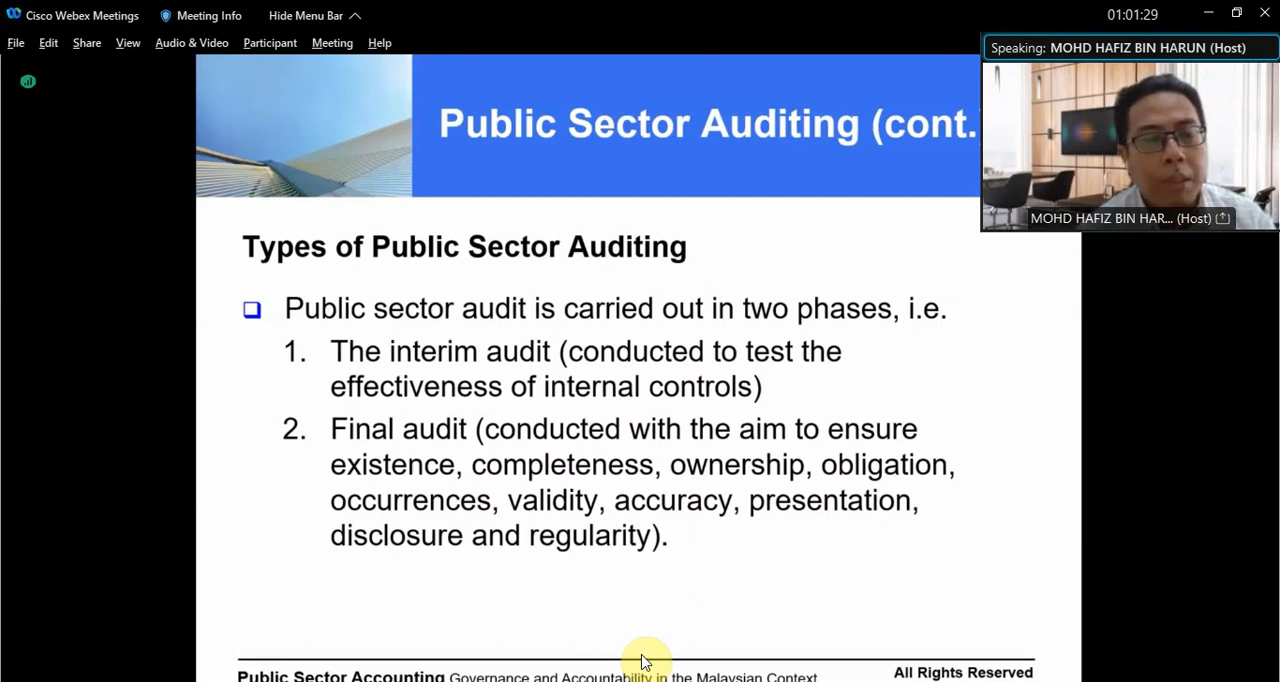 Cisco Webex Meetings Meeting Info Hide Menu Bar 01:01:29
File Edit Share View Audio & Video Participant Meeting Help
Speaking: MOHD HAFIZ BIN HARUN (Host)
MOHD HAFIZ BIN HAR... (Host)
Public Sector Auditing (cont.
Types of Public Sector Auditing
Public sector audit is carried out in two phases, i.e.
1. The interim audit (conducted to test the
effectiveness of internal controls)
2. Final audit (conducted with the aim to ensure
existence, completeness, ownership, obligation,
occurrences, validity, accuracy, presentation,
disclosure and regularity).
Public Sector Accounting Governance and Accountability in the Malaysian Context
All Rights Reserved